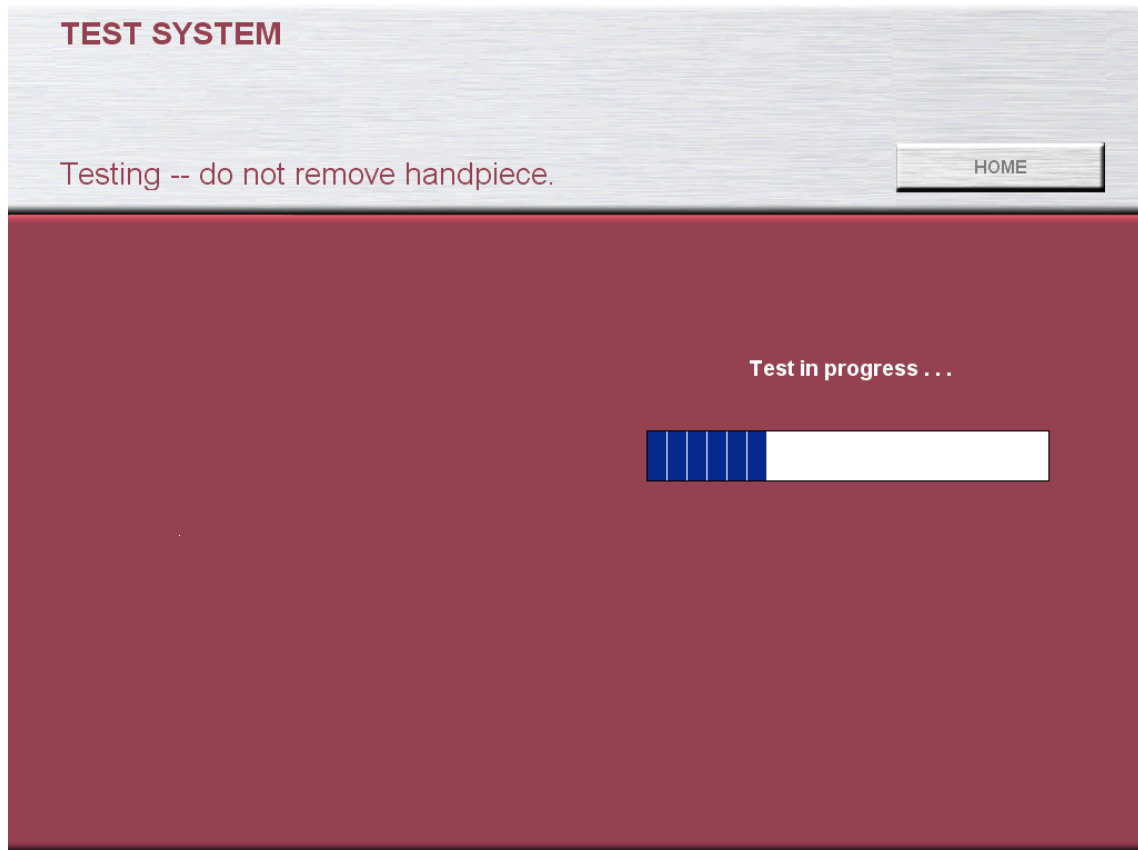 TEST SYSTEM
Testing -- do not remove handpiece.
HOME
Test in progress . . .